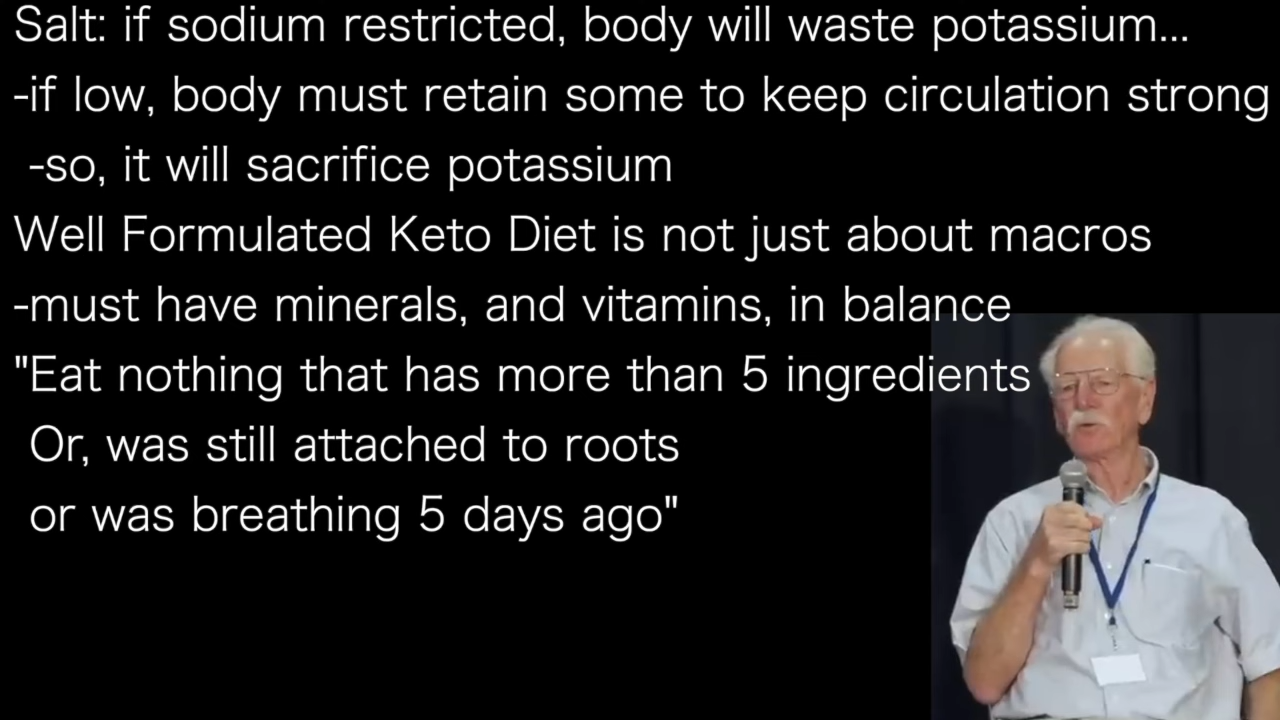 Salt: if sodium restricted, body will waste potassium...
-if low, body must retain some to keep circulation strong
-so, it will sacrifice potassium
Well Formulated Keto Diet is not just about macros
-must have minerals, and vitamins, in balance
"Eat nothing that has more than 5 ingredients
Or, was still attached to roots
or was breathing 5 days ago"